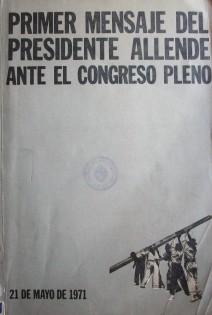 PRIMER MENSAJE DEL
PRESIDENTE ALLENDE
ANTE EL CONGRESO PLENO
21 DE MAYO DE 1971